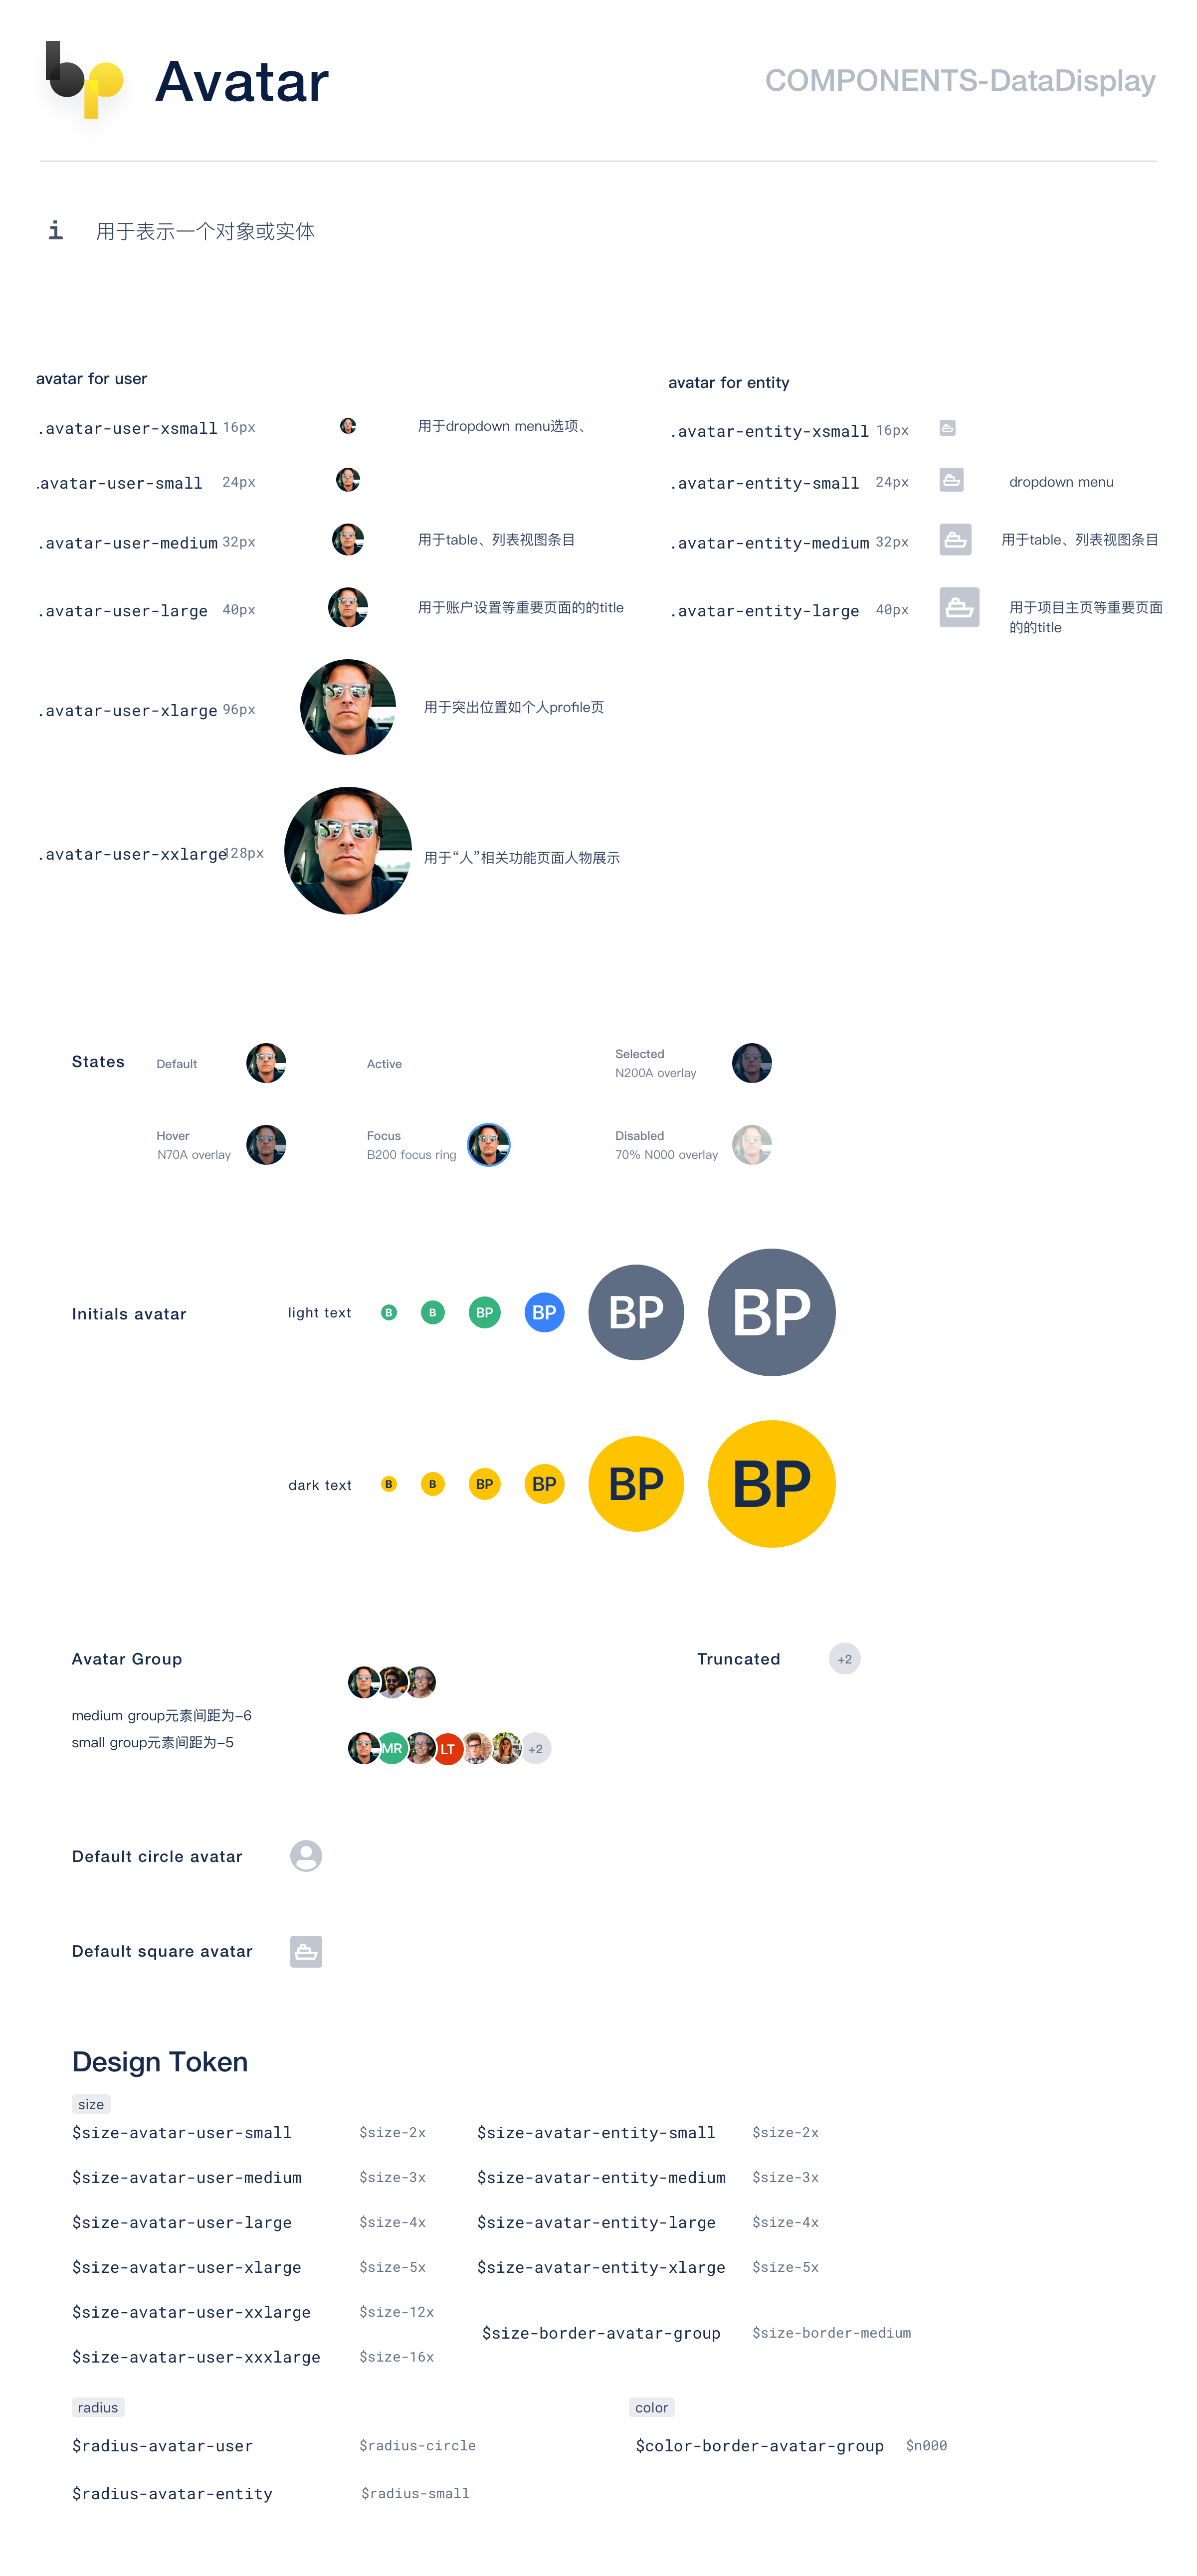 bp
Avatar
COMPONENTS-DataDisplay
i 用于表示一个对象或实体
avatar for user
.avatar-user-xsmall 16px 用于dropdown menu选项、
.avatar-user-small 24px
.avatar-user-medium 32px 用于table、列表视图条目
.avatar-user-large 40px 用于账户设置等重要页面的的title
.avatar-user-xlarge 96px 用于突出位置如个人profile页
.avatar-user-xxlarge 128px 用于“人”相关功能页面人物展示
avatar for entity
.avatar-entity-xsmall 16px
.avatar-entity-small 24px dropdown menu
.avatar-entity-medium 32px 用于table、列表视图条目
.avatar-entity-large 40px 用于项目主页等重要页面
的的title
States
Default
Active
Selected
N200A overlay
Hover
N70A overlay
Focus
B200 focus ring
Disabled
70% N000 overlay
Initials avatar
light text B B BP BP BP BP
dark text B B BP BP BP BP
Avatar Group
medium group元素间距为-6
small group元素间距为-5
MR LT +2
Truncated +2
Default circle avatar
Default square avatar
Design Token
size
$size-avatar-user-small $size-2x $size-avatar-entity-small $size-2x
$size-avatar-user-medium $size-3x $size-avatar-entity-medium $size-3x
$size-avatar-user-large $size-4x $size-avatar-entity-large $size-4x
$size-avatar-user-xlarge $size-5x $size-avatar-entity-xlarge $size-5x
$size-avatar-user-xxlarge $size-12x
$size-border-avatar-group $size-border-medium
$size-avatar-user-xxxlarge $size-16x
radius
$radius-avatar-user $radius-circle
$radius-avatar-entity $radius-small
color
$color-border-avatar-group $n000